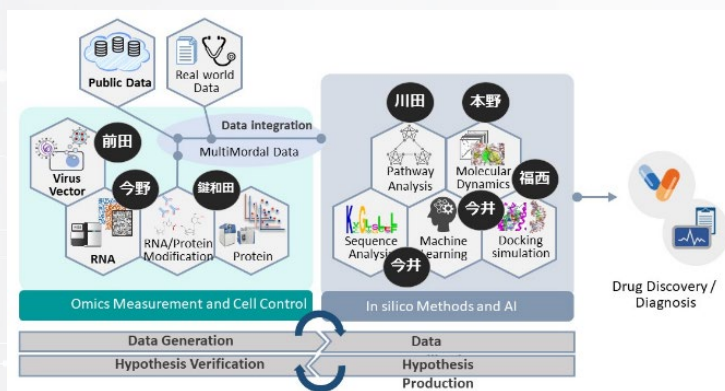 Public Data
Real world
Data
Data integration
MultiMordal Data
前田
Virus
Vector
今野
RNA
鍵和田
RNA/Protein
Modification
Protein
Omics Measurement and Cell Control
川田
Pathway
Analysis
本野
Molecular
Dynamics
福西
Sequence
Analysis
今井
Machine
Learning
今井
Docking
simulation
In silico Methods and AI
Drug Discovery /
Diagnosis
Data Generation
Data
Hypothesis Verification
Hypothesis
Production